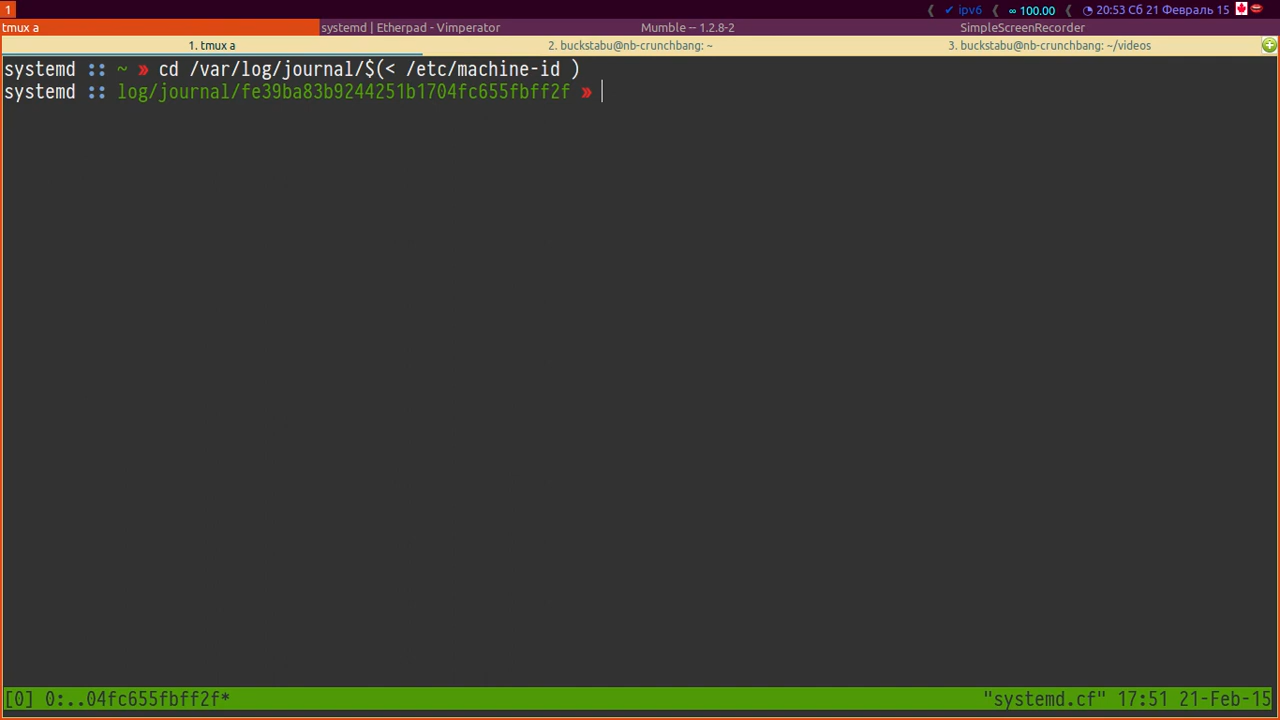 1 ✔ ipv6 ∞ 100.00 20:53 Сб 21 Февраль 15
tmux a systemd | Etherpad - Vimperator Mumble -- 1.2.8-2 SimpleScreenRecorder
1. tmux a 2. buckstabu@nb-crunchbang: ~ 3. buckstabu@nb-crunchbang: ~/videos
systemd :: ~ » cd /var/log/journal/$(< /etc/machine-id )
systemd :: log/journal/fe39ba83b9244251b1704fc655fbff2f »
[0] 0:..04fc655fbff2f* "systemd.cf" 17:51 21-Feb-15